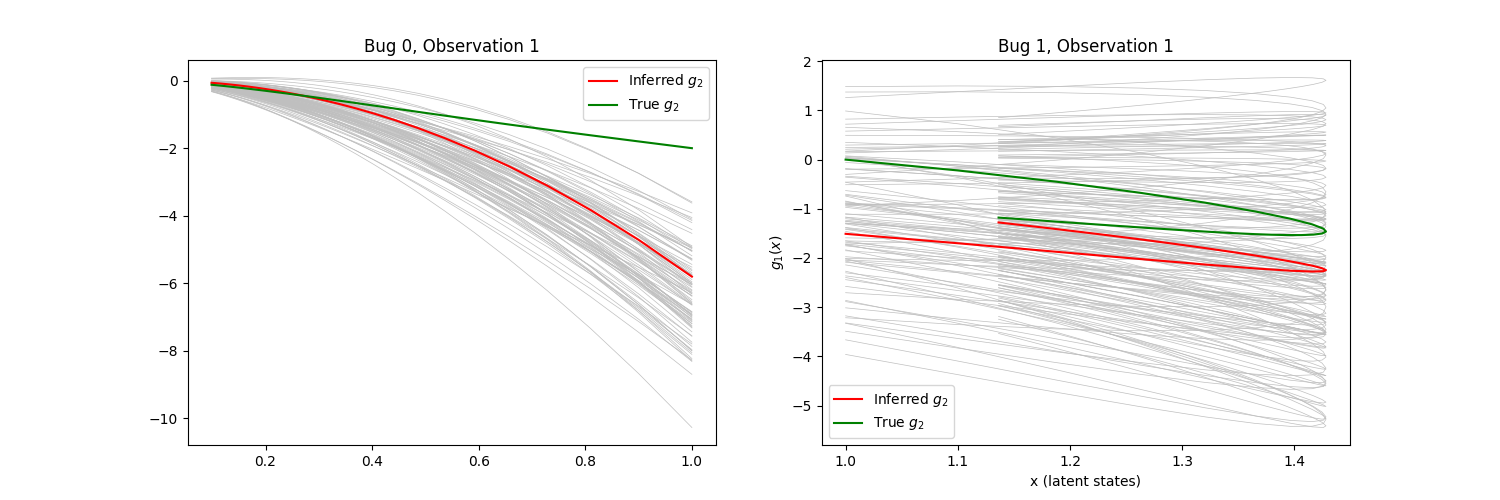 Bug 0, Observation 1
0
−2
−4
−6
−8
−10
0.2 0.4 0.6 0.8 1.0
Inferred g₂
True g₂
Bug 1, Observation 1
g₁(x)
2
1
0
−1
−2
−3
−4
−5
1.0 1.1 1.2 1.3 1.4
x (latent states)
Inferred g₂
True g₂